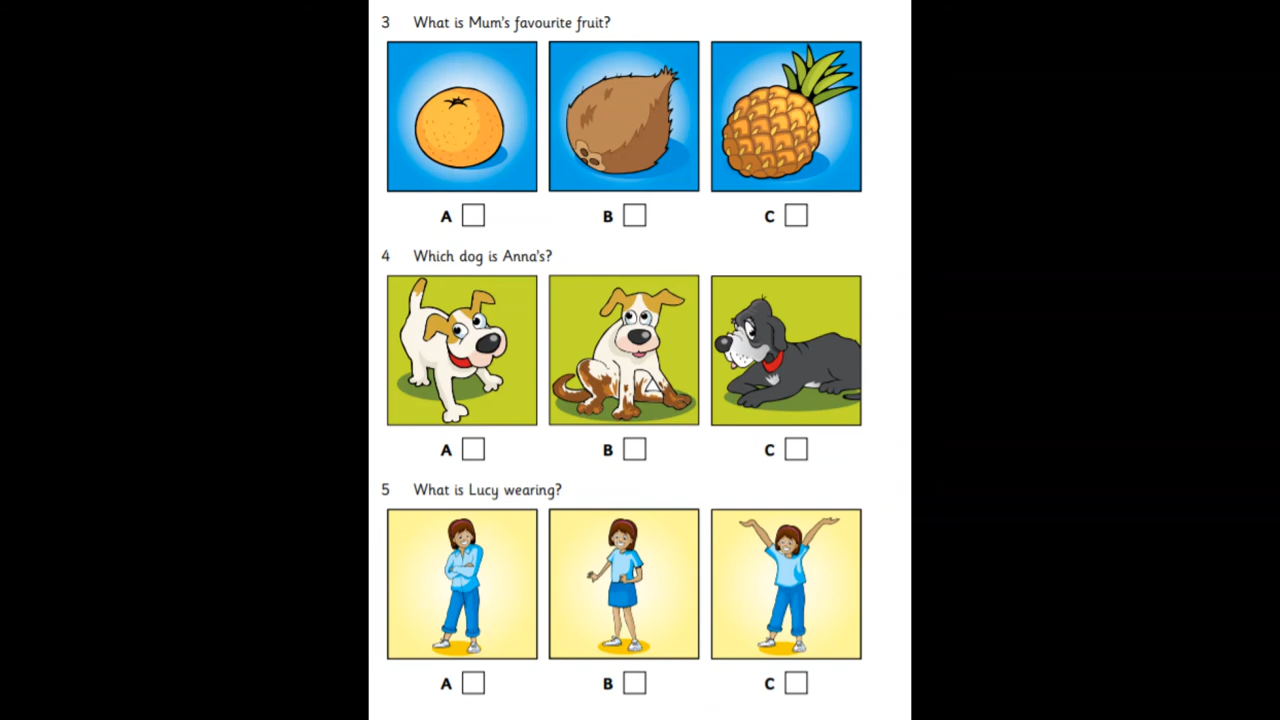 3 What is Mum's favourite fruit?
A B C
4 Which dog is Anna's?
A B C
5 What is Lucy wearing?
A B C